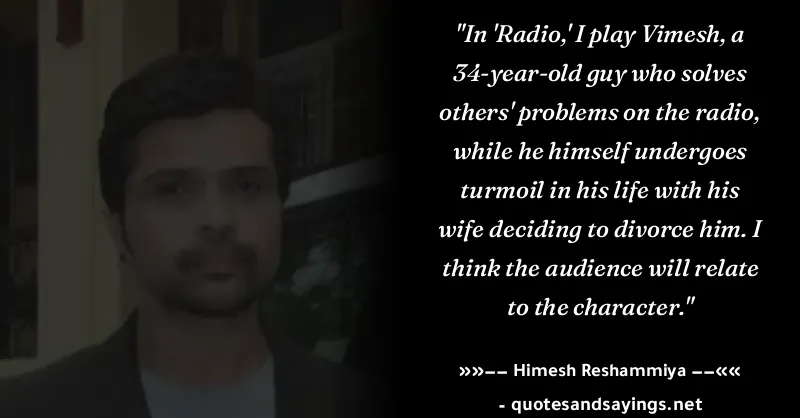 "In 'Radio,' I play Vimesh, a
34-year-old guy who solves
others' problems on the radio,
while he himself undergoes
turmoil in his life with his
wife deciding to divorce him. I
think the audience will relate
to the character."
»»−− Himesh Reshammiya −−««
- quotesandsayings.net